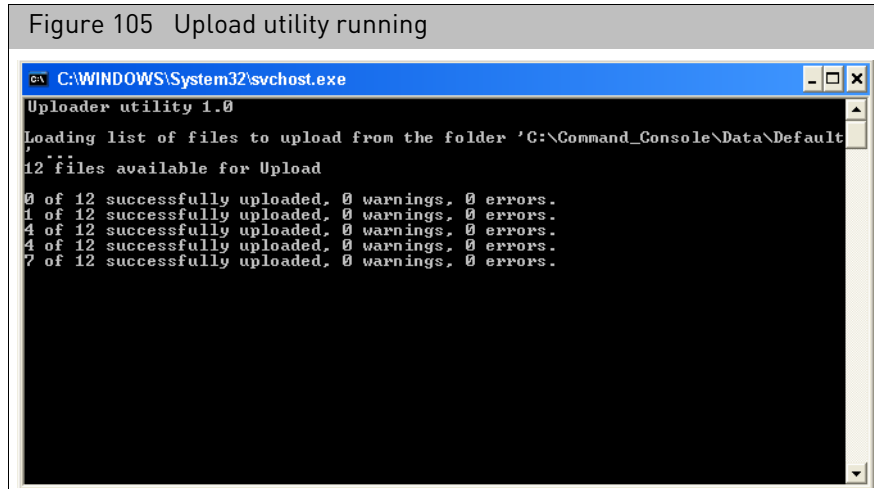 Figure 105 Upload utility running
C:\WINDOWS\System32\svchost.exe
Uploader utility 1.0
Loading list of files to upload from the folder 'C:\Command_Console\Data\Default
' ...
12 files available for Upload
0 of 12 successfully uploaded, 0 warnings, 0 errors.
1 of 12 successfully uploaded, 0 warnings, 0 errors.
4 of 12 successfully uploaded, 0 warnings, 0 errors.
4 of 12 successfully uploaded, 0 warnings, 0 errors.
7 of 12 successfully uploaded, 0 warnings, 0 errors.